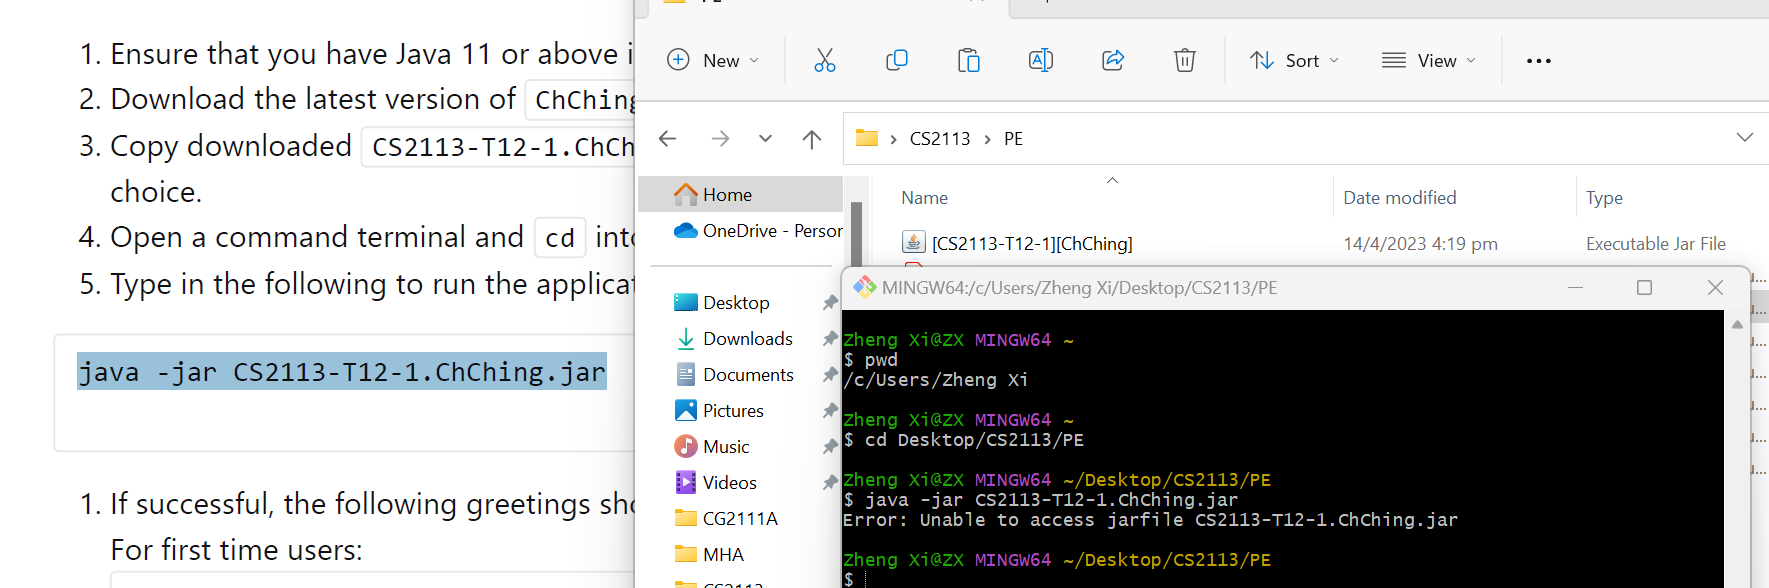 1. Ensure that you have Java 11 or above i
2. Download the latest version of ChChing
3. Copy downloaded CS2113-T12-1.ChCh
choice.
4. Open a command terminal and cd into
5. Type in the following to run the applicat
java -jar CS2113-T12-1.ChChing.jar
1. If successful, the following greetings sho
For first time users:
New
Sort
View
CS2113 > PE
Name
Date modified
Type
[CS2113-T12-1][ChChing]
14/4/2023 4:19 pm
Executable Jar File
Home
OneDrive - Person
Desktop
Downloads
Documents
Pictures
Music
Videos
CG2111A
MHA
MINGW64:/c/Users/Zheng Xi/Desktop/CS2113/PE
Zheng Xi@ZX MINGW64 ~
$ pwd
/c/Users/Zheng Xi
Zheng Xi@ZX MINGW64 ~
$ cd Desktop/CS2113/PE
Zheng Xi@ZX MINGW64 ~/Desktop/CS2113/PE
$ java -jar CS2113-T12-1.ChChing.jar
Error: Unable to access jarfile CS2113-T12-1.ChChing.jar
Zheng Xi@ZX MINGW64 ~/Desktop/CS2113/PE
$